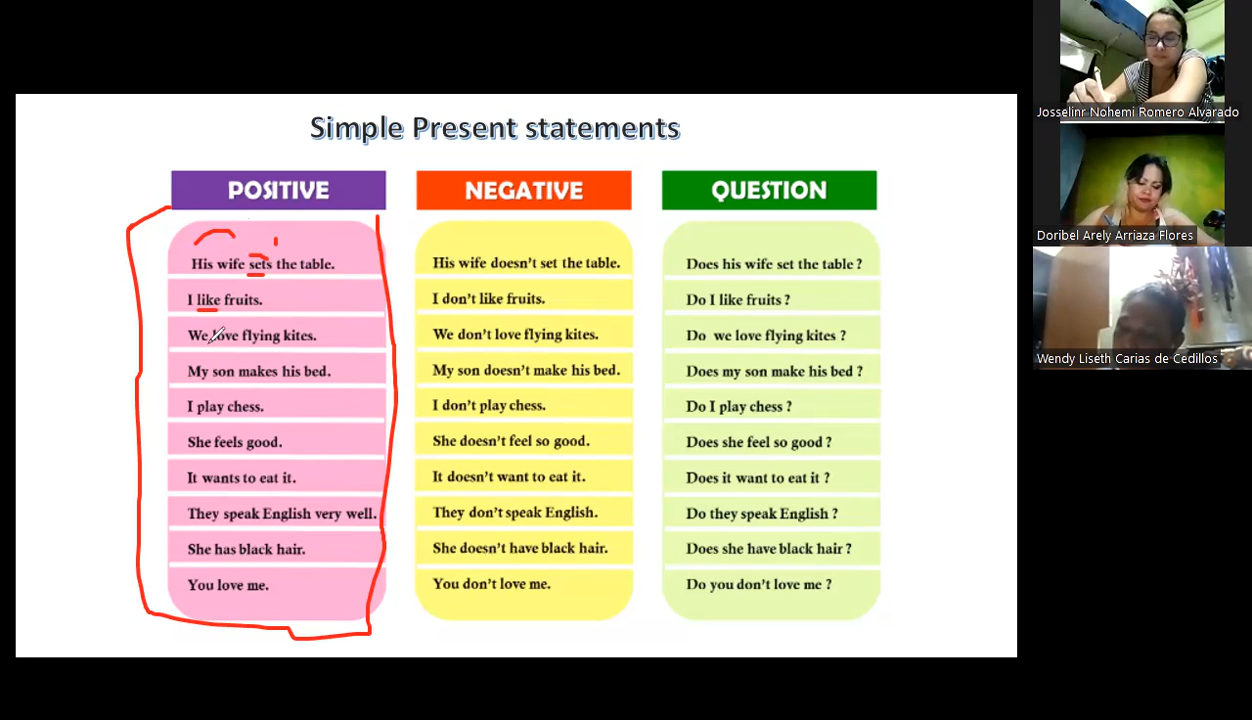 Simple Present statements
POSITIVE
His wife sets the table.
I like fruits.
We love flying kites.
My son makes his bed.
I play chess.
She feels good.
It wants to eat it.
They speak English very well.
She has black hair.
You love me.
NEGATIVE
His wife doesn't set the table.
I don't like fruits.
We don't love flying kites.
My son doesn't make his bed.
I don't play chess.
She doesn't feel so good.
It doesn't want to eat it.
They don't speak English.
She doesn't have black hair.
You don't love me.
QUESTION
Does his wife set the table ?
Do I like fruits ?
Do we love flying kites ?
Does my son make his bed ?
Do I play chess ?
Does she feel so good ?
Does it want to eat it ?
Do they speak English ?
Does she have black hair ?
Do you don't love me ?
Josselinr Nohemi Romero Alvarado
Doribel Arely Arriaza Flores
Wendy Liseth Carias de Cedillos